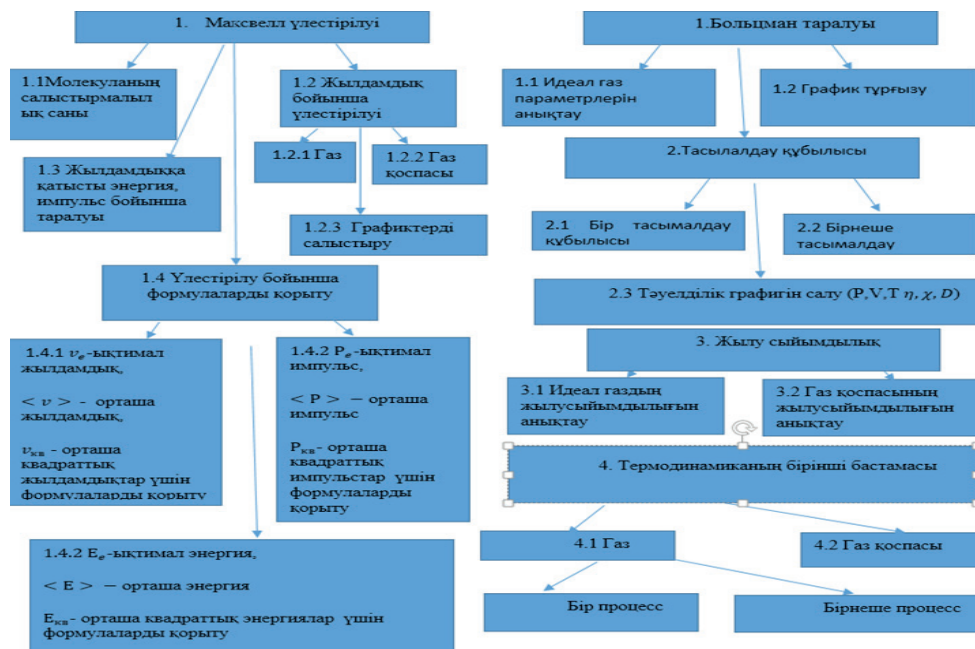 1. Максвелл үлестірілуі
1.1Молекуланың
салыстырмалыл
ық саны
1.2 Жылдамдық
бойынша
үлестірілуі
1.2.1 Газ
1.2.2 Газ
қоспасы
1.3 Жылдамдыққа
қатысты энергия,
импульс бойынша
таралуы
1.2.3 Графиктерді
салыстыру
1.4 Үлестірілу бойынша
формулаларды қорыту
1.4.1 𝑣ₑ-ықтимал
жылдамдық,
< 𝑣 > - орташа
жылдамдық,
𝑣кв - орташа
квадраттық
жылдамдықтар үшін
формулаларды қорыту
1.4.2 Pₑ-ықтимал
импульс,
< P > − орташа
импульс
Pкв- орташа
квадраттық
импульстар үшін
формулаларды
қорыту
1.4.2 Eₑ-ықтимал энергия,
< E > − орташа энергия
Eкв- орташа квадраттық энергиялар үшін
формулаларды қорыту
1.Больцман таралуы
1.1 Идеал газ
параметрлерін
анықтау
1.2 График тұрғызу
2.Тасылалдау құбылысы
2.1 Бір тасымалдау
құбылысы
2.2 Бірнеше
тасымалдау
2.3 Тәуелділік графигін салу (P,V,T 𝜂, 𝜒, 𝐷)
3. Жылу сыйымдылық
3.1 Идеал газдың
жылусыйымдылығын
анықтау
3.2 Газ қоспасының
жылусыйымдылығын
анықтау
4. Термодинамиканың бірінші бастамасы
4.1 Газ
4.2 Газ қоспасы
Бір процесс
Бірнеше процесс